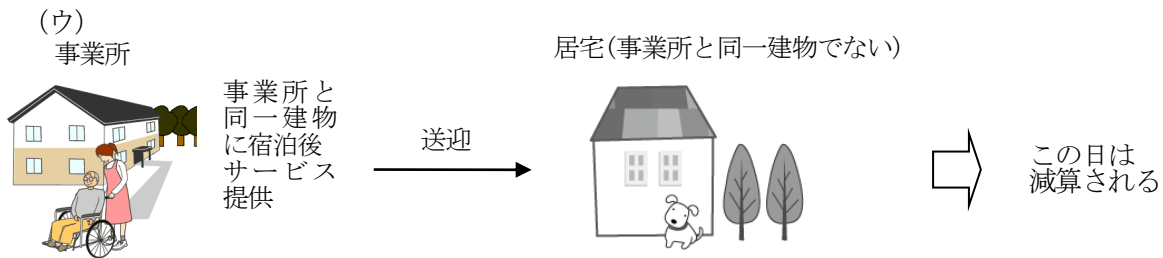 (ウ)
事業所
居宅(事業所と同一建物でない)
事業所と
同一建物
に宿泊後
サービス
提供
送迎
この日は
減算される